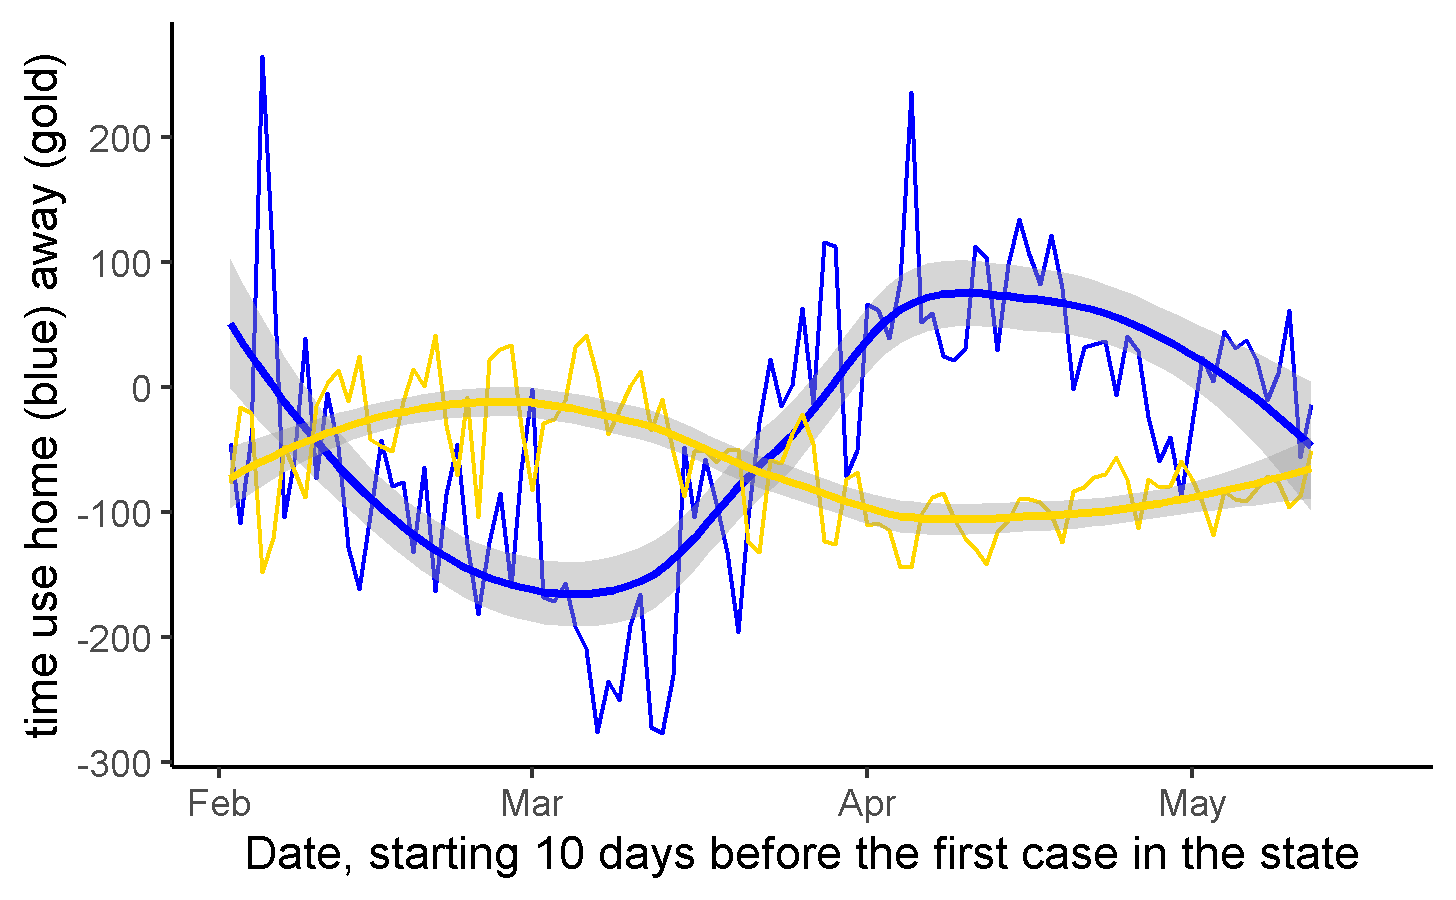 time use home (blue) away (gold)
200
100
0
-100
-200
-300
Feb Mar Apr May
Date, starting 10 days before the first case in the state